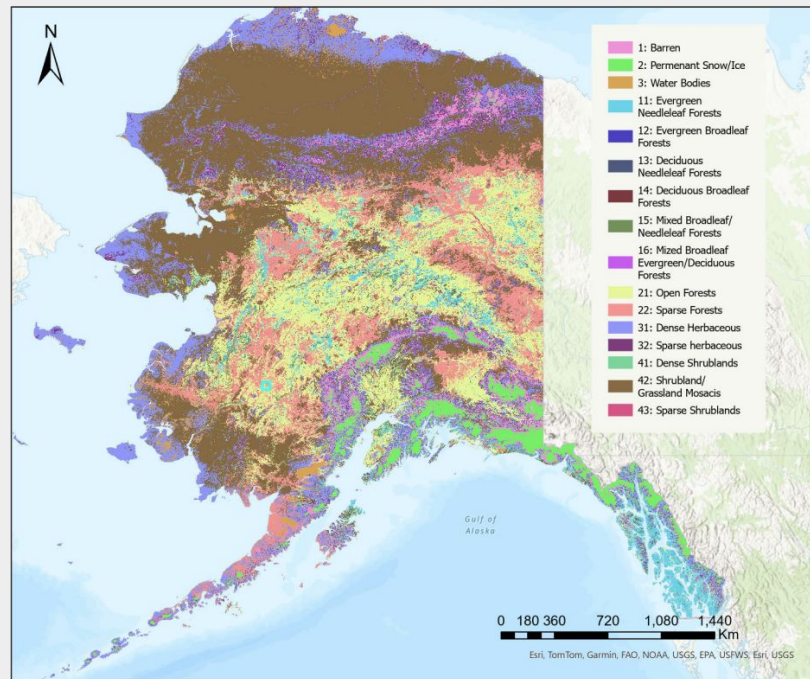 N
1: Barren
2: Permenant Snow/Ice
3: Water Bodies
11: Evergreen
Needleleaf Forests
12: Evergreen Broadleaf
Forests
13: Deciduous
Needleleaf Forests
14: Deciduous Broadleaf
Forests
15: Mixed Broadleaf/
Needleleaf Forests
16: Mized Broadleaf
Evergreen/Deciduous
Forests
21: Open Forests
22: Sparse Forests
31: Dense Herbaceous
32: Sparse herbaceous
41: Dense Shrublands
42: Shrubland/
Grassland Mosacis
43: Sparse Shrublands
Gulf of
Alaska
0 180 360 720 1,080 1,440
Km
Esri, TomTom, Garmin, FAO, NOAA, USGS, EPA, USFWS, Esri, USGS